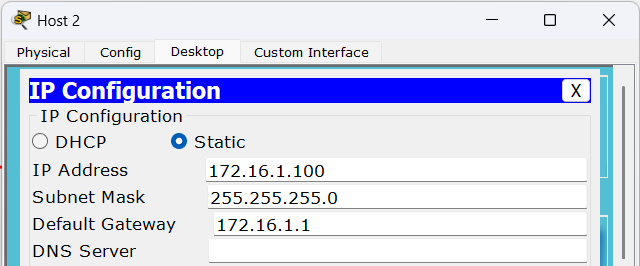 Host 2
Physical Config Desktop Custom Interface
IP Configuration X
IP Configuration
DHCP Static
IP Address 172.16.1.100
Subnet Mask 255.255.255.0
Default Gateway 172.16.1.1
DNS Server